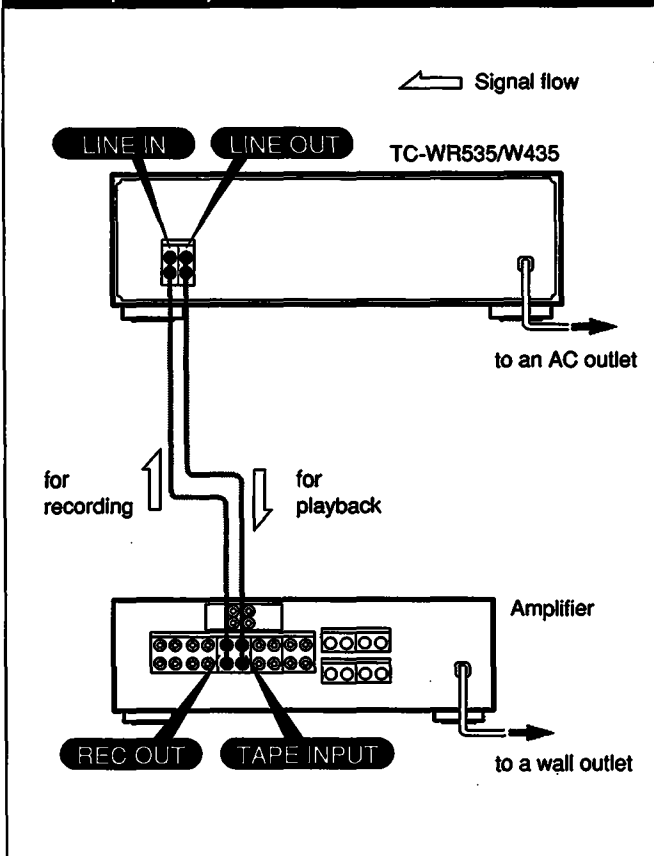 Signal flow
LINE IN
LINE OUT
TC-WR535/W435
to an AC outlet
for
recording
for
playback
Amplifier
REC OUT
TAPE INPUT
to a wall outlet